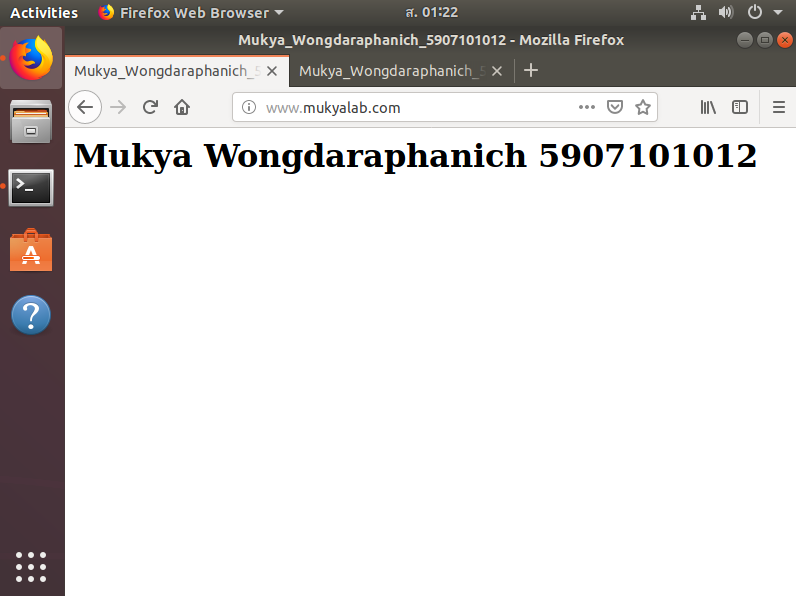 Activities
Firefox Web Browser
ส. 01:22
Mukya_Wongdaraphanich_5907101012 - Mozilla Firefox
Mukya_Wongdaraphanich_5
Mukya_Wongdaraphanich_5
www.mukyalab.com
Mukya Wongdaraphanich 5907101012